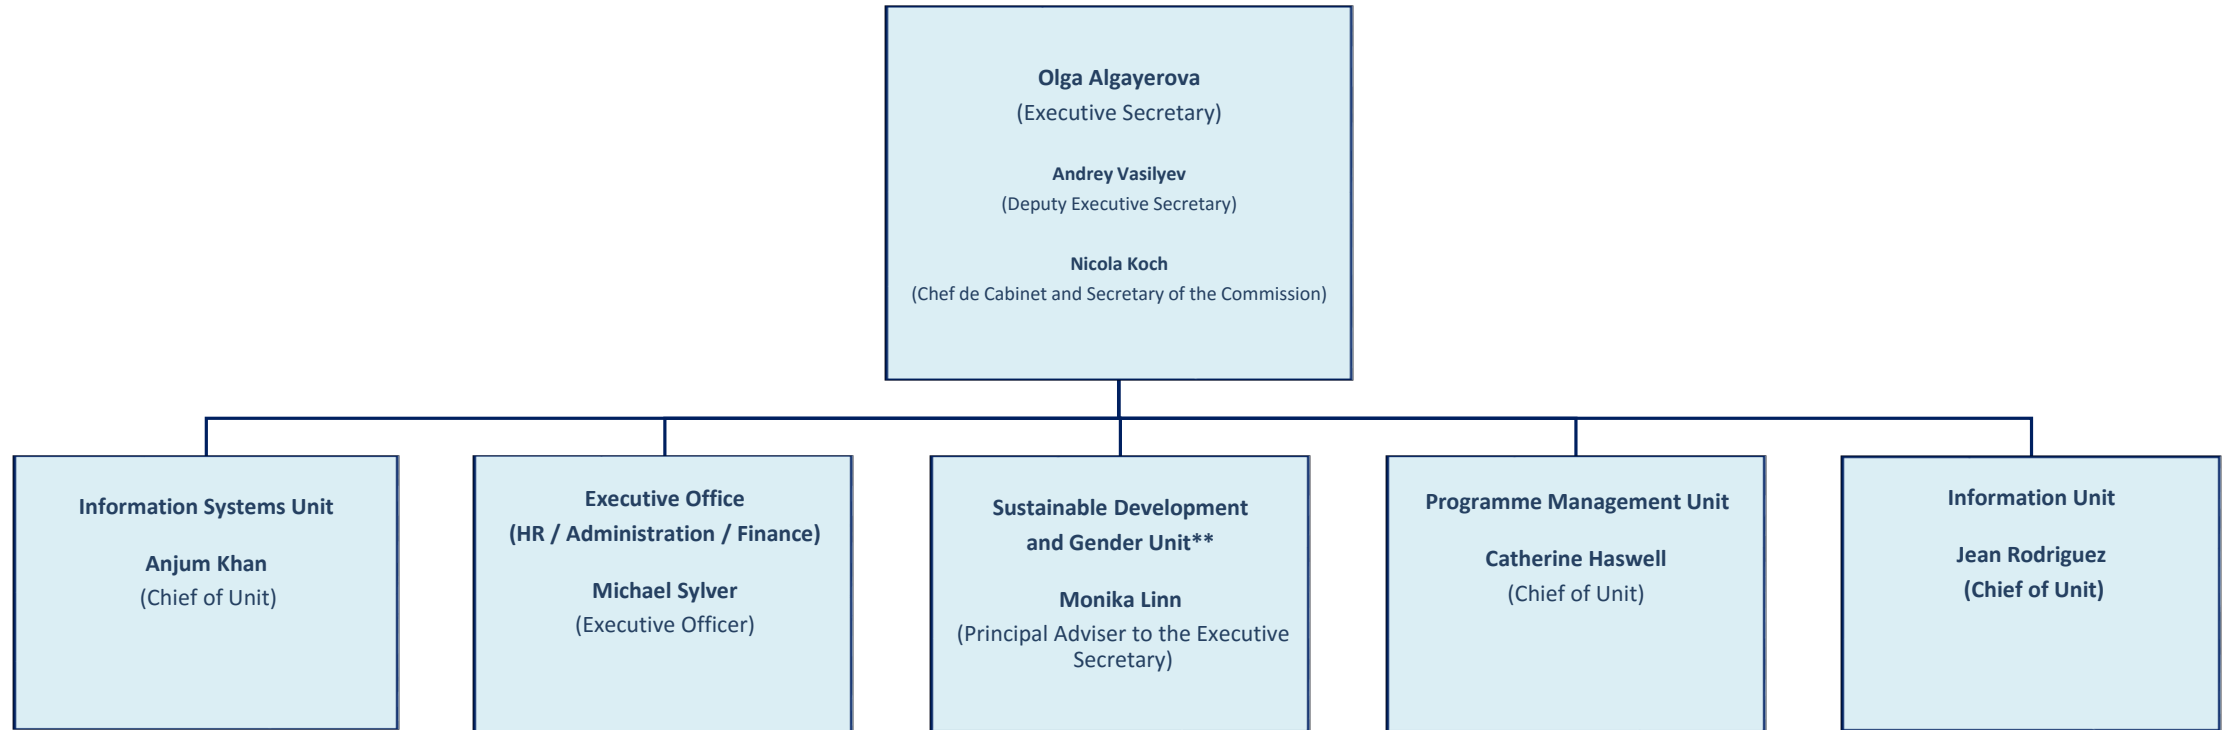 Olga Algayerova
(Executive Secretary)
Andrey Vasilyev
(Deputy Executive Secretary)
Nicola Koch
(Chef de Cabinet and Secretary of the Commission)
Information Systems Unit
Anjum Khan
(Chief of Unit)
Executive Office
(HR / Administration / Finance)
Michael Sylver
(Executive Officer)
Sustainable Development
and Gender Unit**
Monika Linn
(Principal Adviser to the Executive
Secretary)
Programme Management Unit
Catherine Haswell
(Chief of Unit)
Information Unit
Jean Rodriguez
(Chief of Unit)